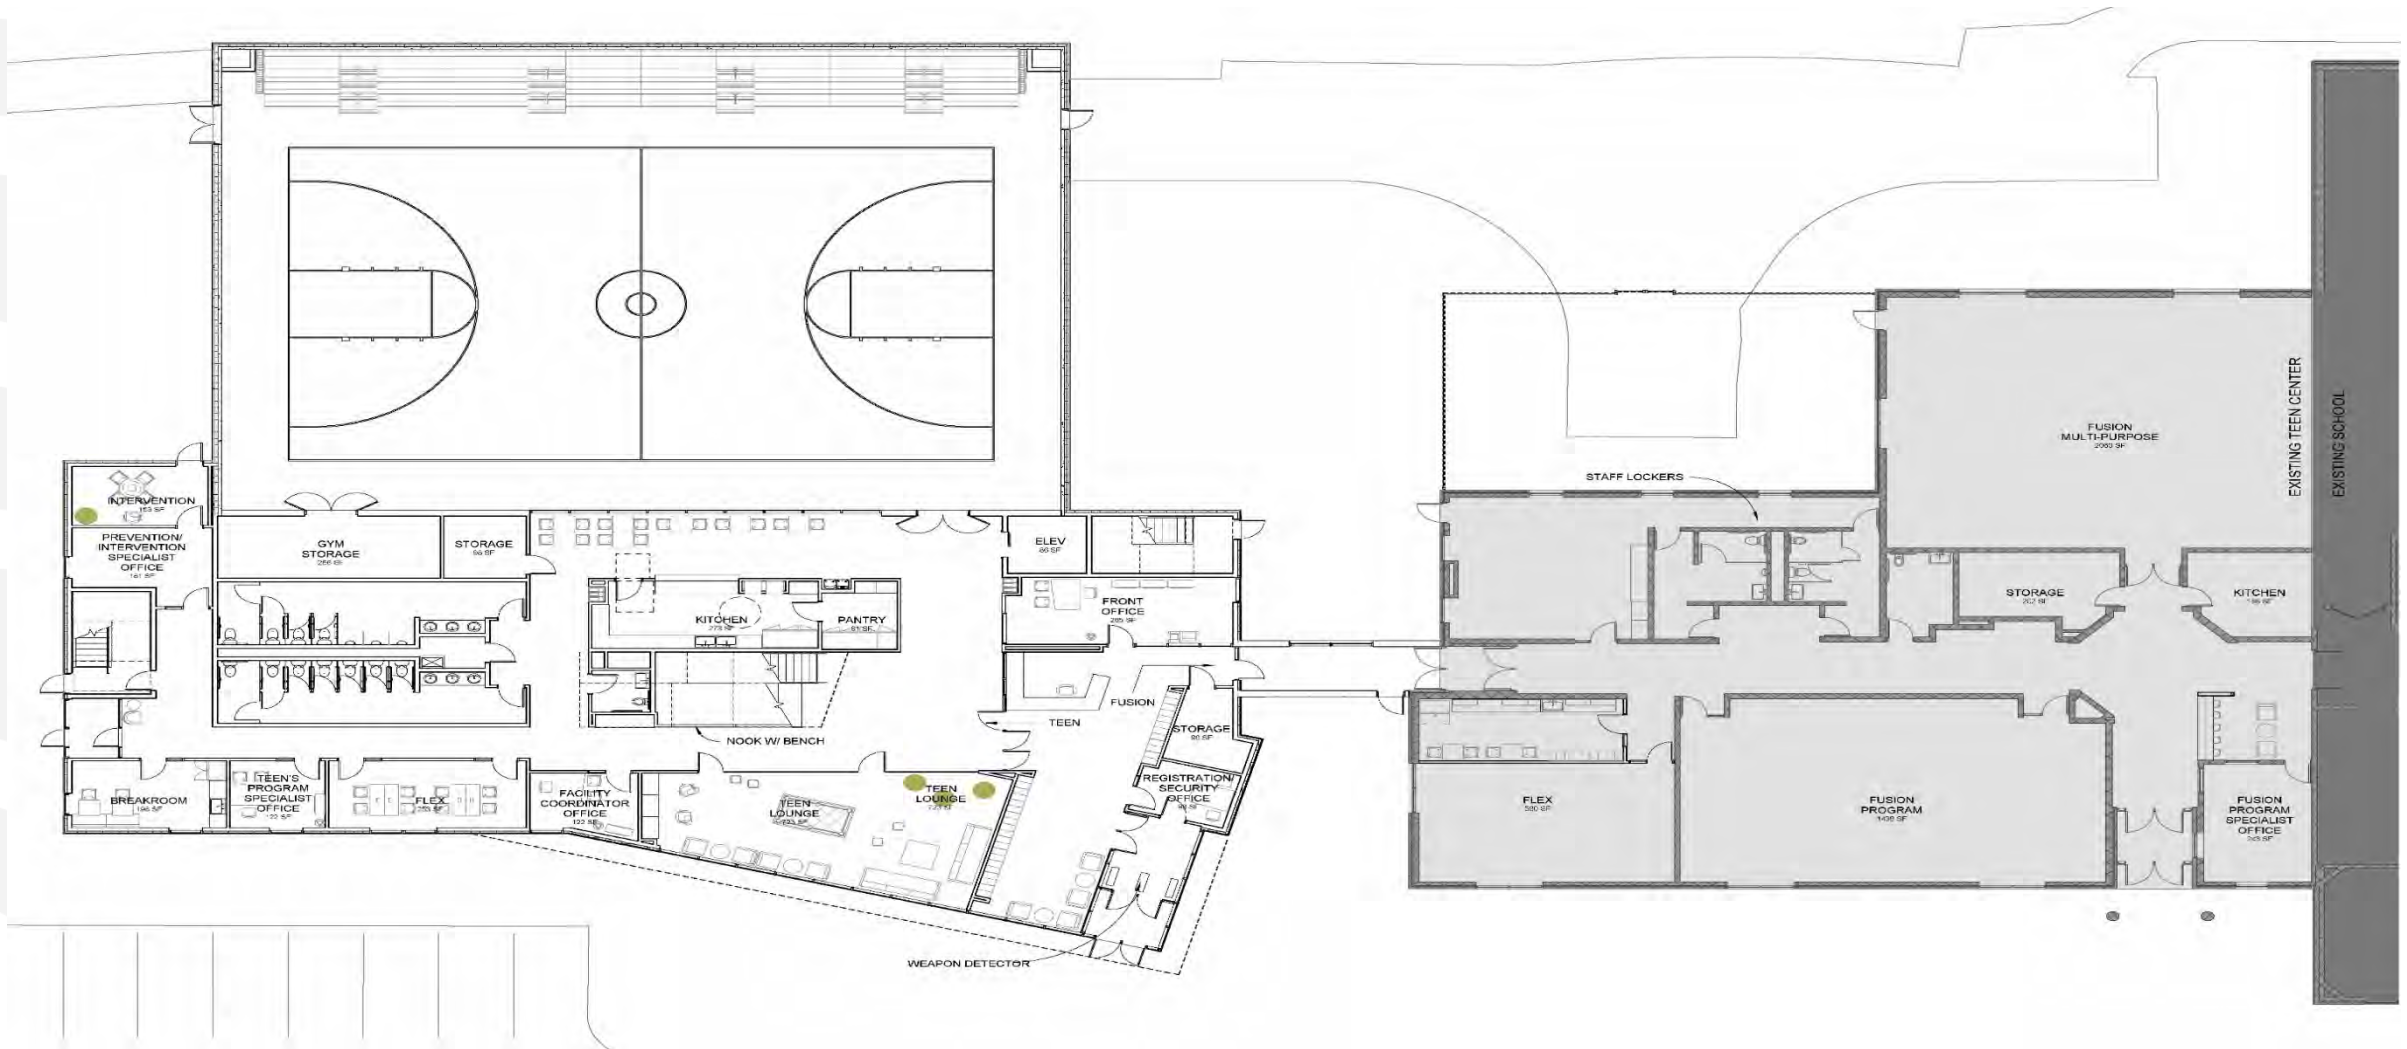 INTERVENTION
153 SF
PREVENTION/
INTERVENTION
SPECIALIST
OFFICE
161 SF
GYM
STORAGE
STORAGE
ELEV
FRONT
OFFICE
KITCHEN
PANTRY
FUSION
TEEN
NOOK W/ BENCH
STORAGE
REGISTRATION/
SECURITY
OFFICE
BREAKROOM
TEEN'S
PROGRAM
SPECIALIST
OFFICE
122 SF
FLEX
FACILITY
COORDINATOR
OFFICE
TEEN
LOUNGE
TEEN
LOUNGE
WEAPON DETECTOR
STAFF LOCKERS
FUSION
MULTI-PURPOSE
EXISTING TEEN CENTER
EXISTING SCHOOL
STORAGE
KITCHEN
FLEX
FUSION
PROGRAM
FUSION
PROGRAM
SPECIALIST
OFFICE